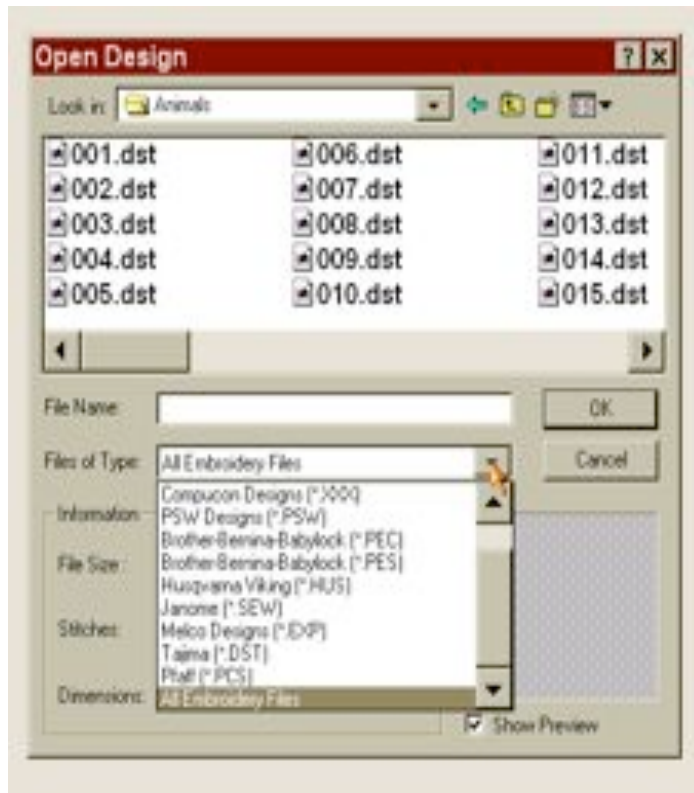 Open Design
Look in: Animals
001.dst 006.dst 011.dst
002.dst 007.dst 012.dst
003.dst 008.dst 013.dst
004.dst 009.dst 014.dst
005.dst 010.dst 015.dst
File Name:
OK
Files of Type: All Embroidery Files
Cancel
Compucon Designs (*.XXX)
PSW Designs (*.PSW)
Brother-Bernina-Babylock (*.PEC)
Brother-Bernina-Babylock (*.PES)
Husqvarna Viking (*.HUS)
Janome (*.SEW)
Melco Designs (*.EXP)
Tajima (*.DST)
Pfaff (*.PCS)
All Embroidery Files
Information
File Size:
Stitches:
Dimensions:
Show Preview